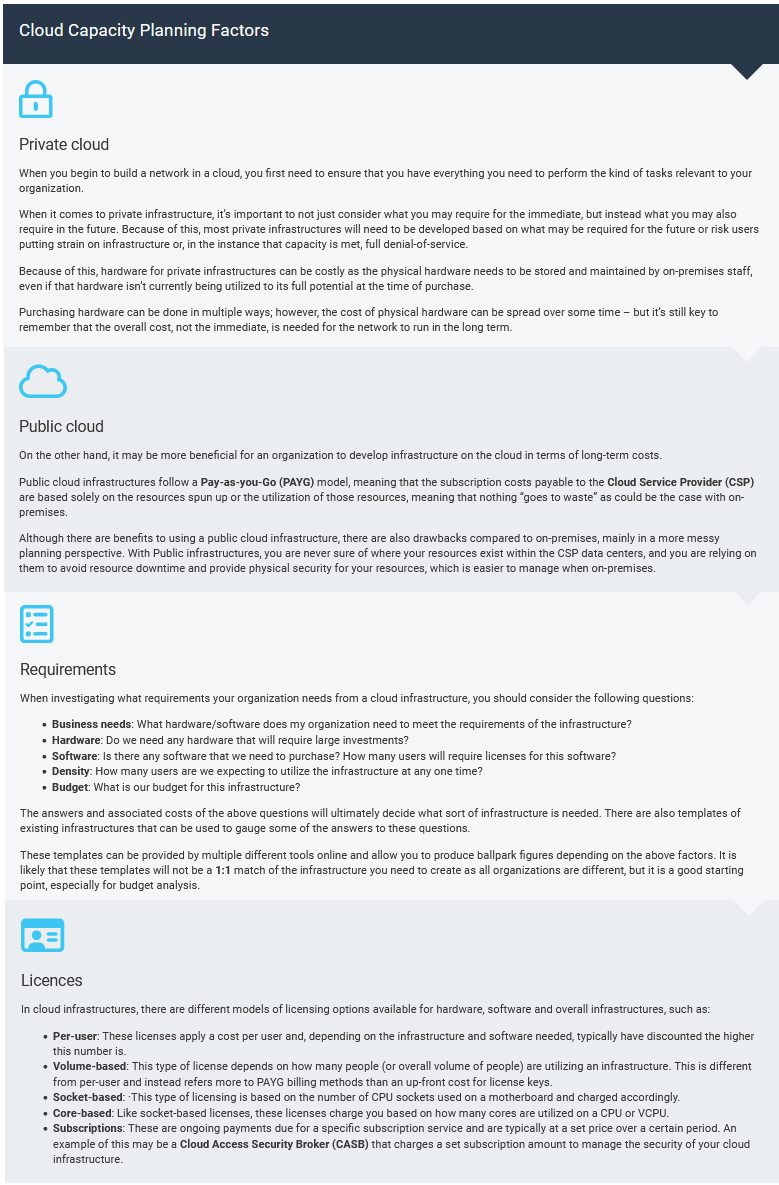 Cloud Capacity Planning Factors
Private cloud
When you begin to build a network in a cloud, you first need to ensure that you have everything you need to perform the kind of tasks relevant to your
organization.
When it comes to private infrastructure, it's important to not just consider what you may require for the immediate, but instead what you may also
require in the future. Because of this, most private infrastructures will need to be developed based on what may be required for the future or risk users
putting strain on infrastructure or, in the instance that capacity is met, full denial-of-service.
Because of this, hardware for private infrastructures can be costly as the physical hardware needs to be stored and maintained by on-premises staff,
even if that hardware isn't currently being utilized to its full potential at the time of purchase.
Purchasing hardware can be done in multiple ways; however, the cost of physical hardware can be spread over some time – but it's still key to
remember that the overall cost, not the immediate, is needed for the network to run in the long term.
Public cloud
On the other hand, it may be more beneficial for an organization to develop infrastructure on the cloud in terms of long-term costs.
Public cloud infrastructures follow a Pay-as-you-Go (PAYG) model, meaning that the subscription costs payable to the Cloud Service Provider (CSP)
are based solely on the resources spun up or the utilization of those resources, meaning that nothing “goes to waste” as could be the case with on-
premises.
Although there are benefits to using a public cloud infrastructure, there are also drawbacks compared to on-premises, mainly in a more messy
planning perspective. With Public infrastructures, you are never sure of where your resources exist within the CSP data centers, and you are relying on
them to avoid resource downtime and provide physical security for your resources, which is easier to manage when on-premises.
Requirements
When investigating what requirements your organization needs from a cloud infrastructure, you should consider the following questions:
• Business needs: What hardware/software does my organization need to meet the requirements of the infrastructure?
• Hardware: Do we need any hardware that will require large investments?
• Software: Is there any software that we need to purchase? How many users will require licenses for this software?
• Density: How many users are we expecting to utilize the infrastructure at any one time?
• Budget: What is our budget for this infrastructure?
The answers and associated costs of the above questions will ultimately decide what sort of infrastructure is needed. There are also templates of
existing infrastructures that can be used to gauge some of the answers to these questions.
These templates can be provided by multiple different tools online and allow you to produce ballpark figures depending on the above factors. It is
likely that these templates will not be a 1:1 match of the infrastructure you need to create as all organizations are different, but it is a good starting
point, especially for budget analysis.
Licences
In cloud infrastructures, there are different models of licensing options available for hardware, software and overall infrastructures, such as:
• Per-user: These licenses apply a cost per user and, depending on the infrastructure and software needed, typically have discounted the higher
this number is.
• Volume-based: This type of license depends on how many people (or overall volume of people) are utilizing an infrastructure. This is different
from per-user and instead refers more to PAYG billing methods than an up-front cost for license keys.
• Socket-based: ·This type of licensing is based on the number of CPU sockets used on a motherboard and charged accordingly.
• Core-based: Like socket-based licenses, these licenses charge you based on how many cores are utilized on a CPU or VCPU.
• Subscriptions: These are ongoing payments due for a specific subscription service and are typically at a set price over a certain period. An
example of this may be a Cloud Access Security Broker (CASB) that charges a set subscription amount to manage the security of your cloud
infrastructure.